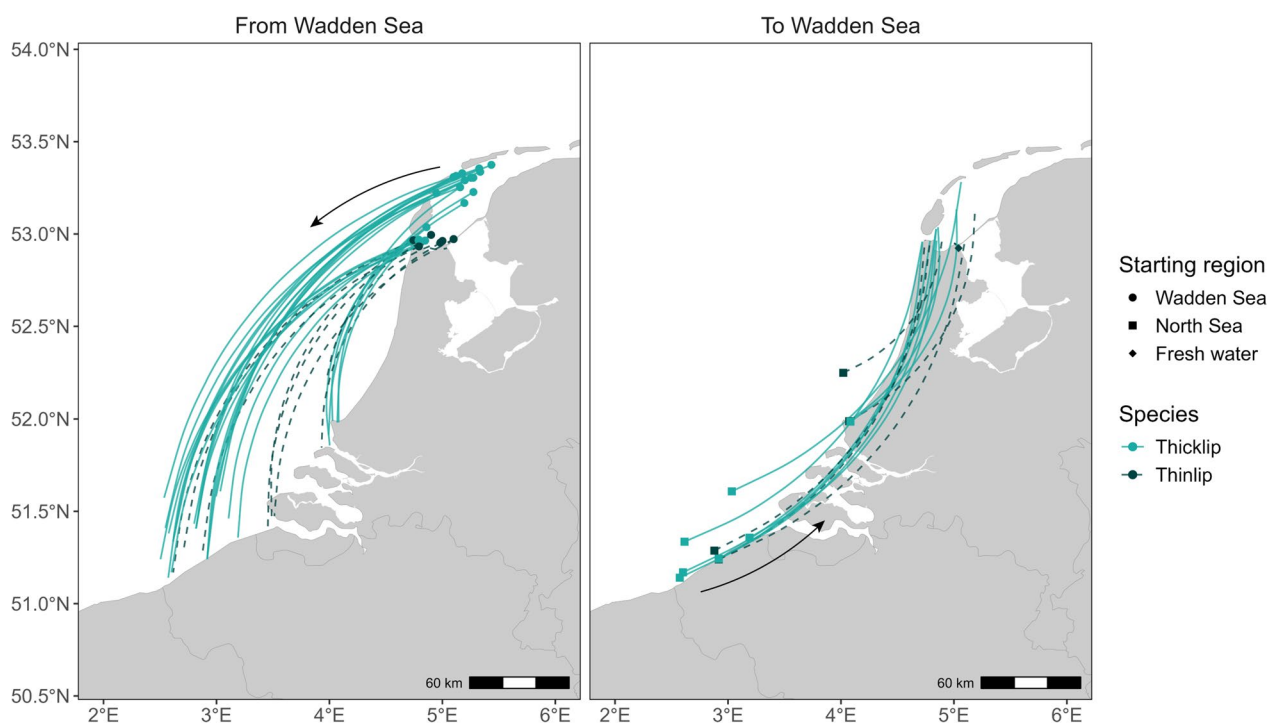 From Wadden Sea
To Wadden Sea
54.0°N
53.5°N
53.0°N
52.5°N
52.0°N
51.5°N
51.0°N
50.5°N
60 km
60 km
2°E
3°E
4°E
5°E
6°E
2°E
3°E
4°E
5°E
6°E
Starting region
Wadden Sea
North Sea
Fresh water
Species
Thicklip
Thinlip